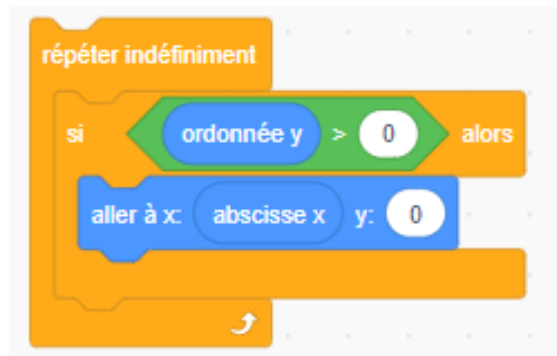 répéter indéfiniment
si ordonnée y > 0 alors
aller à x: abscisse x y: 0